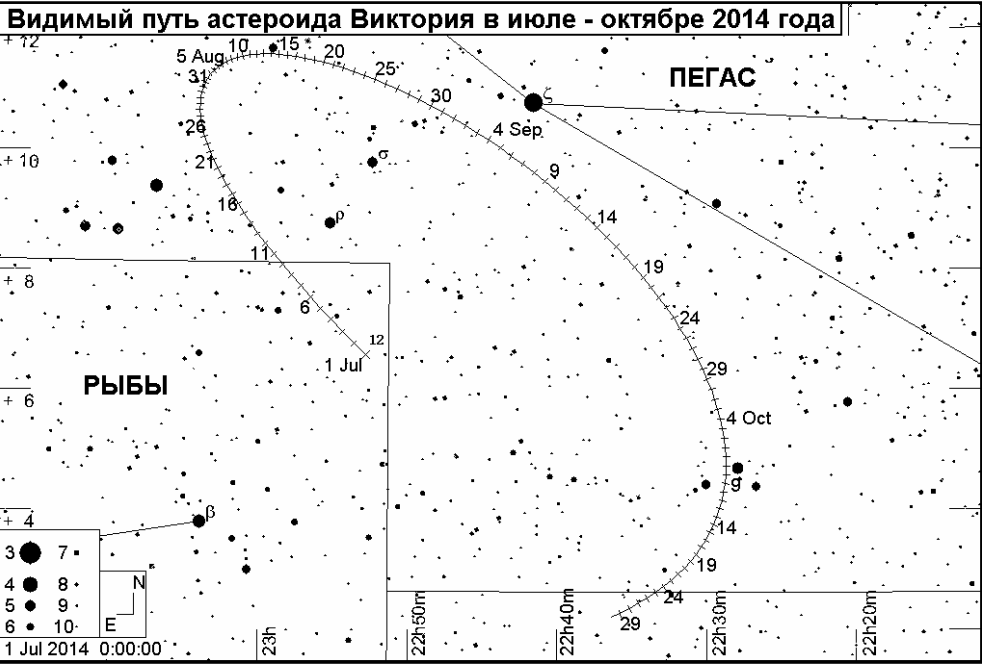 Видимый путь астероида Виктория в июле - октябре 2014 года
+ 12
5 Aug 10 15 20 25 30
31
26
21
16
11
6
12
1 Jul
ПЕГАС
ζ
4 Sep
9
14
19
24
29
4 Oct
9
14
19
24
29
σ
ρ
+ 10
+ 8
РЫБЫ
+ 6
β
+ 4
3 7
4 8
5 9
6 10
N
E
1 Jul 2014 0:00:00
23h
22h50m
22h40m
22h30m
22h20m